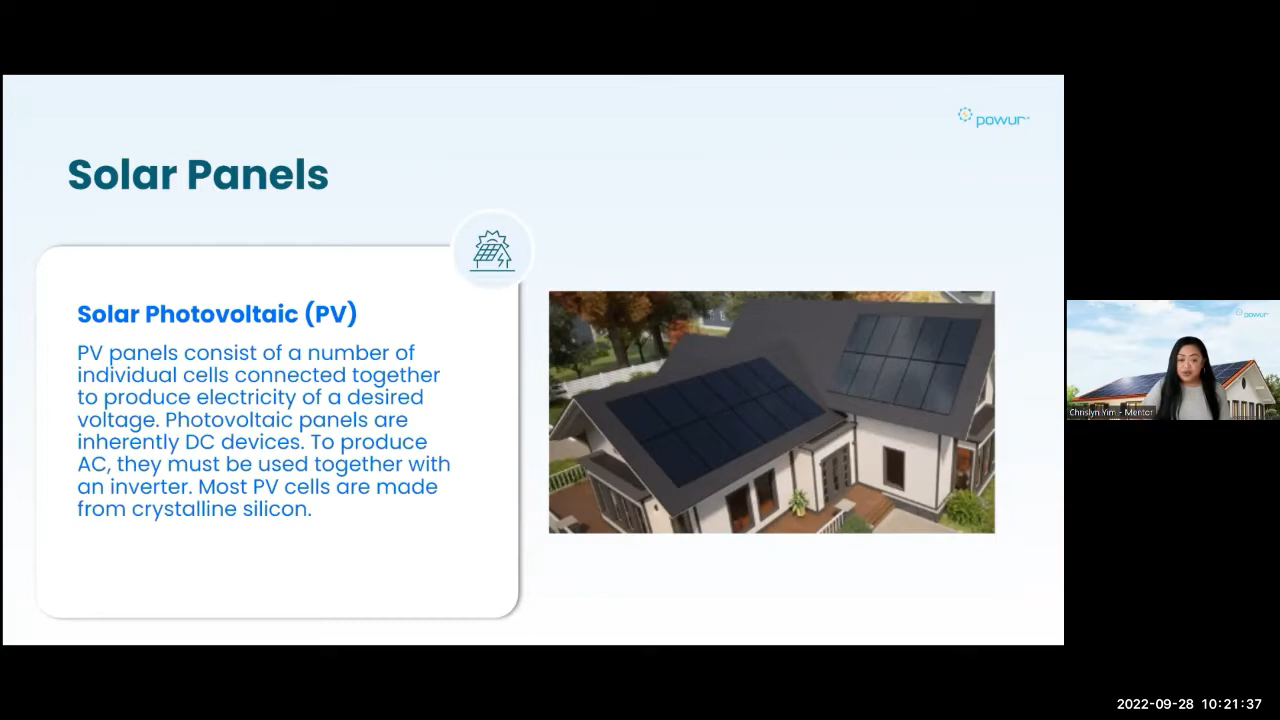 powur
Solar Panels
Solar Photovoltaic (PV)
PV panels consist of a number of
individual cells connected together
to produce electricity of a desired
voltage. Photovoltaic panels are
inherently DC devices. To produce
AC, they must be used together with
an inverter. Most PV cells are made
from crystalline silicon.
powur
Chrislyn Yim - Mentor
2022-09-28 10:21:37